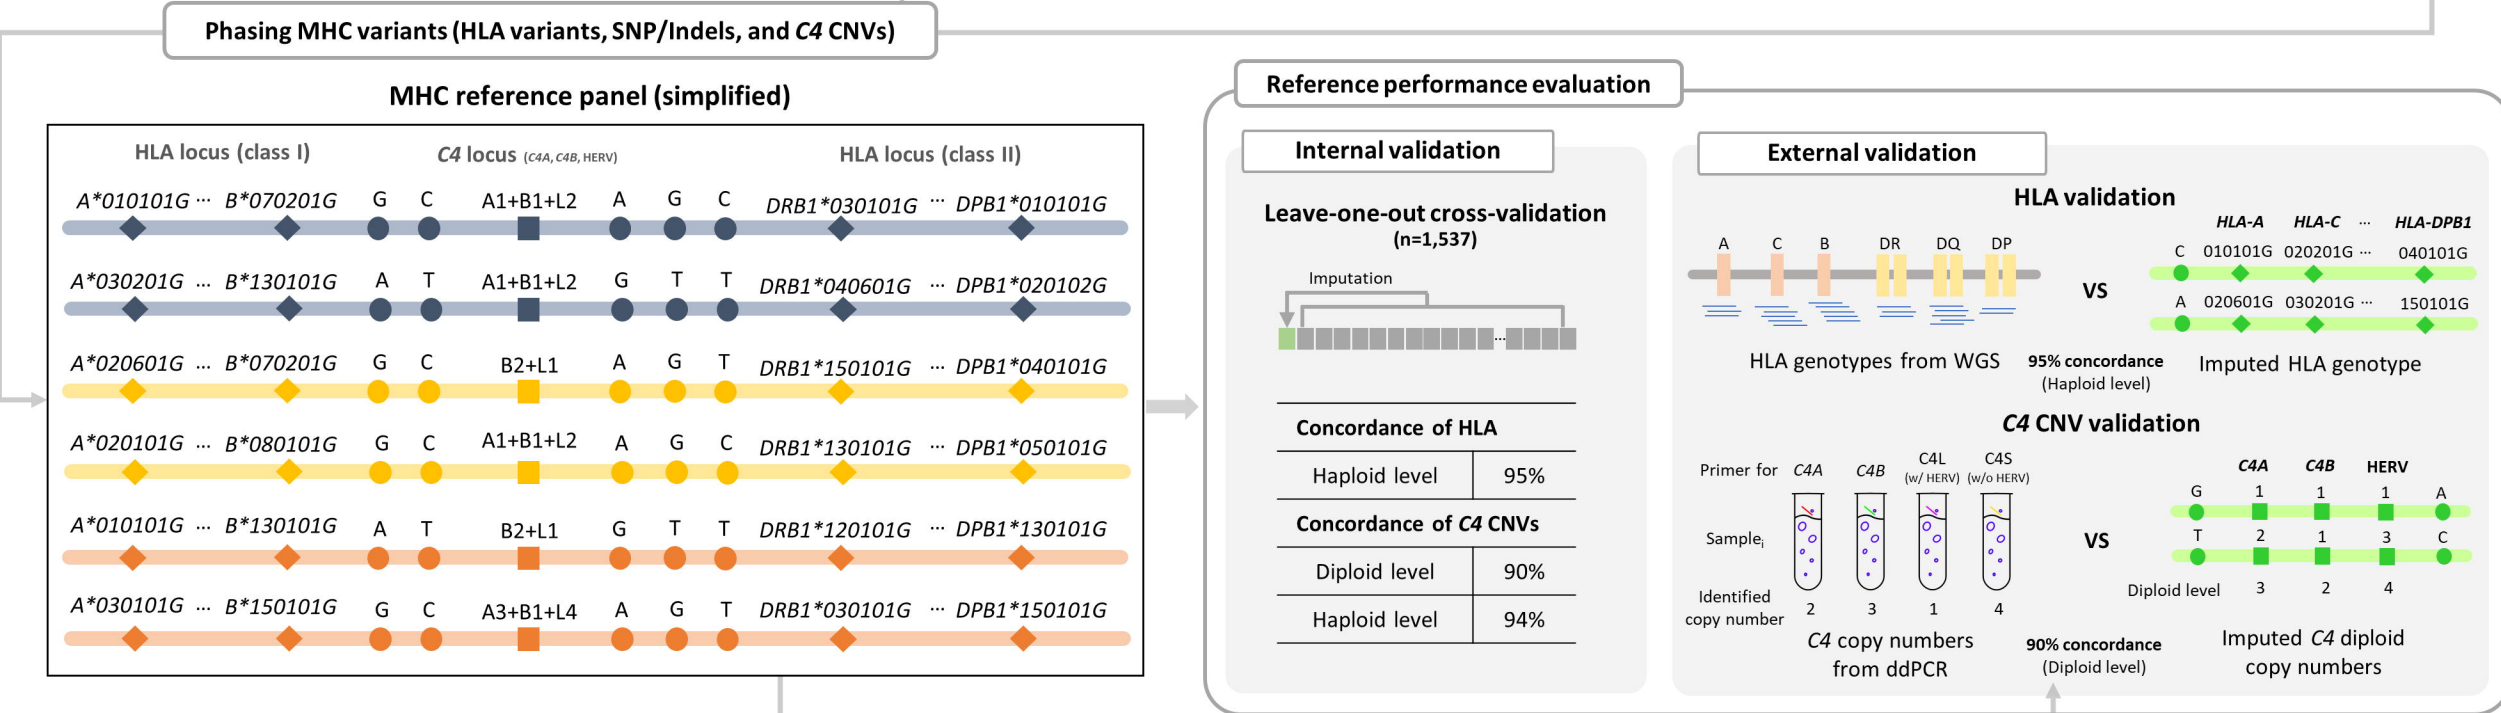 Phasing MHC variants (HLA variants, SNP/Indels, and C4 CNVs)
MHC reference panel (simplified)
HLA locus (class I)
C4 locus (C4A, C4B, HERV)
HLA locus (class II)
A*010101G ... B*070201G G C A1+B1+L2 A G C DRB1*030101G ... DPB1*010101G
A*030201G ... B*130101G A T A1+B1+L2 G T T DRB1*040601G ... DPB1*020102G
A*020601G ... B*070201G G C B2+L1 A G T DRB1*150101G ... DPB1*040101G
A*020101G ... B*080101G G C A1+B1+L2 A G C DRB1*130101G ... DPB1*050101G
A*010101G ... B*130101G A T B2+L1 G T T DRB1*120101G ... DPB1*130101G
A*030101G ... B*150101G G C A3+B1+L4 A G T DRB1*030101G ... DPB1*150101G
Reference performance evaluation
Internal validation
Leave-one-out cross-validation
(n=1,537)
Imputation
...
Concordance of HLA
Haploid level 95%
Concordance of C4 CNVs
Diploid level 90%
Haploid level 94%
External validation
HLA validation
A C B DR DQ DP
HLA genotypes from WGS
VS
95% concordance
(Haploid level)
HLA-A HLA-C ... HLA-DPB1
C 010101G 020201G ... 040101G
A 020601G 030201G ... 150101G
Imputed HLA genotype
C4 CNV validation
Primer for C4A C4B C4L C4S
(w/ HERV) (w/o HERV)
Samplei
Identified
copy number
2 3 1 4
C4 copy numbers
from ddPCR
VS
90% concordance
(Diploid level)
C4A C4B HERV
G 1 1 1 A
T 2 1 3 C
Diploid level 3 2 4
Imputed C4 diploid
copy numbers